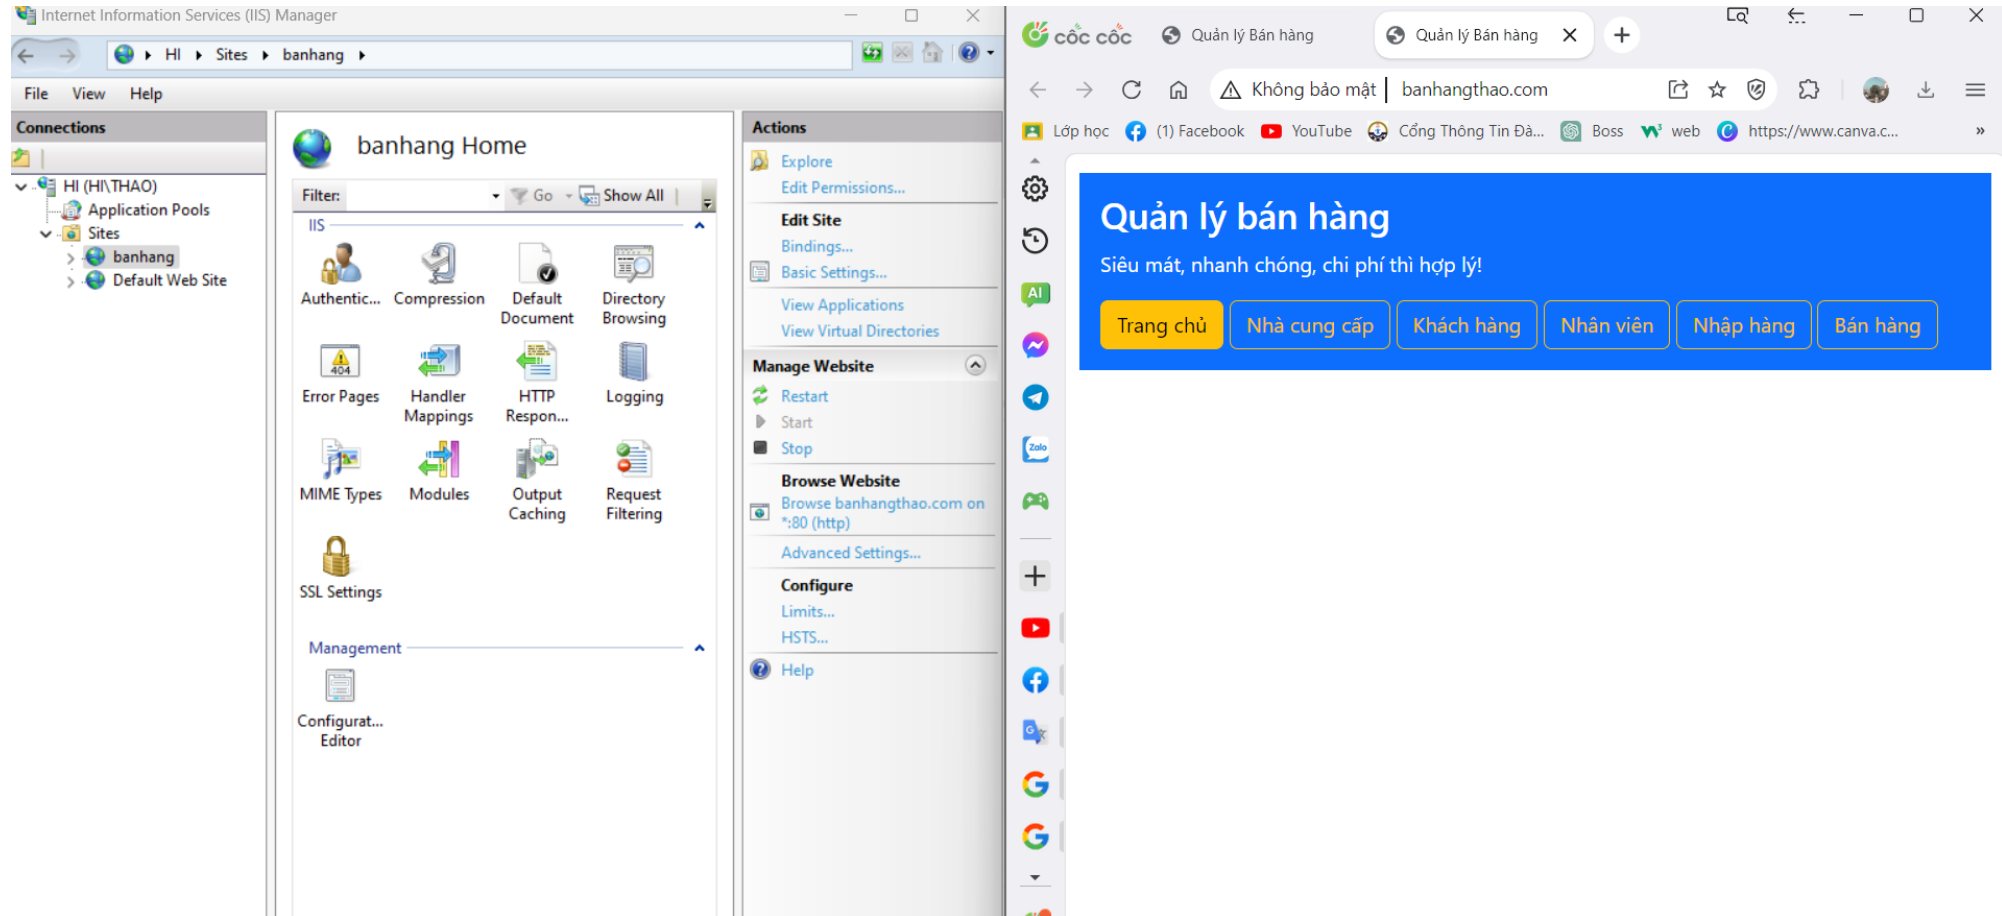 Internet Information Services (IIS) Manager
HI
Sites
banhang
File
View
Help
Connections
HI (HI\THAO)
Application Pools
Sites
banhang
Default Web Site
banhang Home
Filter:
Go
Show All
IIS
Authentic...
Compression
Default
Document
Directory
Browsing
404
Error Pages
Handler
Mappings
HTTP
Respon...
Logging
MIME Types
Modules
Output
Caching
Request
Filtering
SSL Settings
Management
Configurat...
Editor
Actions
Explore
Edit Permissions...
Edit Site
Bindings...
Basic Settings...
View Applications
View Virtual Directories
Manage Website
Restart
Start
Stop
Browse Website
Browse banhangthao.com on
*:80 (http)
Advanced Settings...
Configure
Limits...
HSTS...
Help
cốc cốc
Quản lý Bán hàng
Quản lý Bán hàng
Không bảo mật
banhangthao.com
Lớp học
(1) Facebook
YouTube
Cổng Thông Tin Đà...
Boss
web
https://www.canva.c...
»
AI
Zalo
Quản lý bán hàng
Siêu mát, nhanh chóng, chi phí thì hợp lý!
Trang chủ
Nhà cung cấp
Khách hàng
Nhân viên
Nhập hàng
Bán hàng